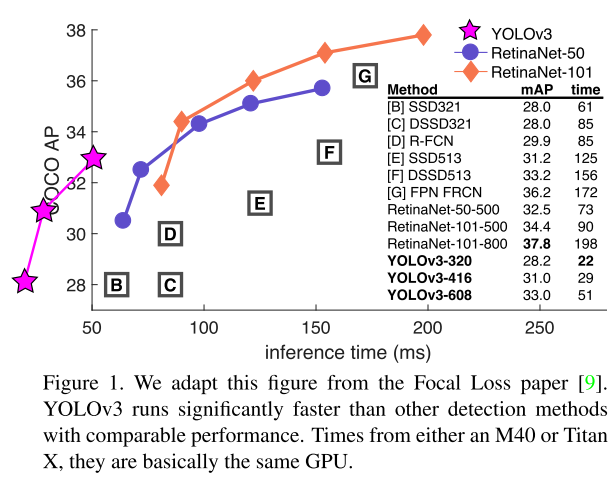 38
36
34
32
30
28
COCO AP
50
100
150
200
250
inference time (ms)
B
C
D
E
F
G
YOLOv3
RetinaNet-50
RetinaNet-101
Method mAP time
[B] SSD321 28.0 61
[C] DSSD321 28.0 85
[D] R-FCN 29.9 85
[E] SSD513 31.2 125
[F] DSSD513 33.2 156
[G] FPN FRCN 36.2 172
RetinaNet-50-500 32.5 73
RetinaNet-101-500 34.4 90
RetinaNet-101-800 37.8 198
YOLOv3-320 28.2 22
YOLOv3-416 31.0 29
YOLOv3-608 33.0 51
Figure 1. We adapt this figure from the Focal Loss paper [9].
YOLOv3 runs significantly faster than other detection methods
with comparable performance. Times from either an M40 or Titan
X, they are basically the same GPU.